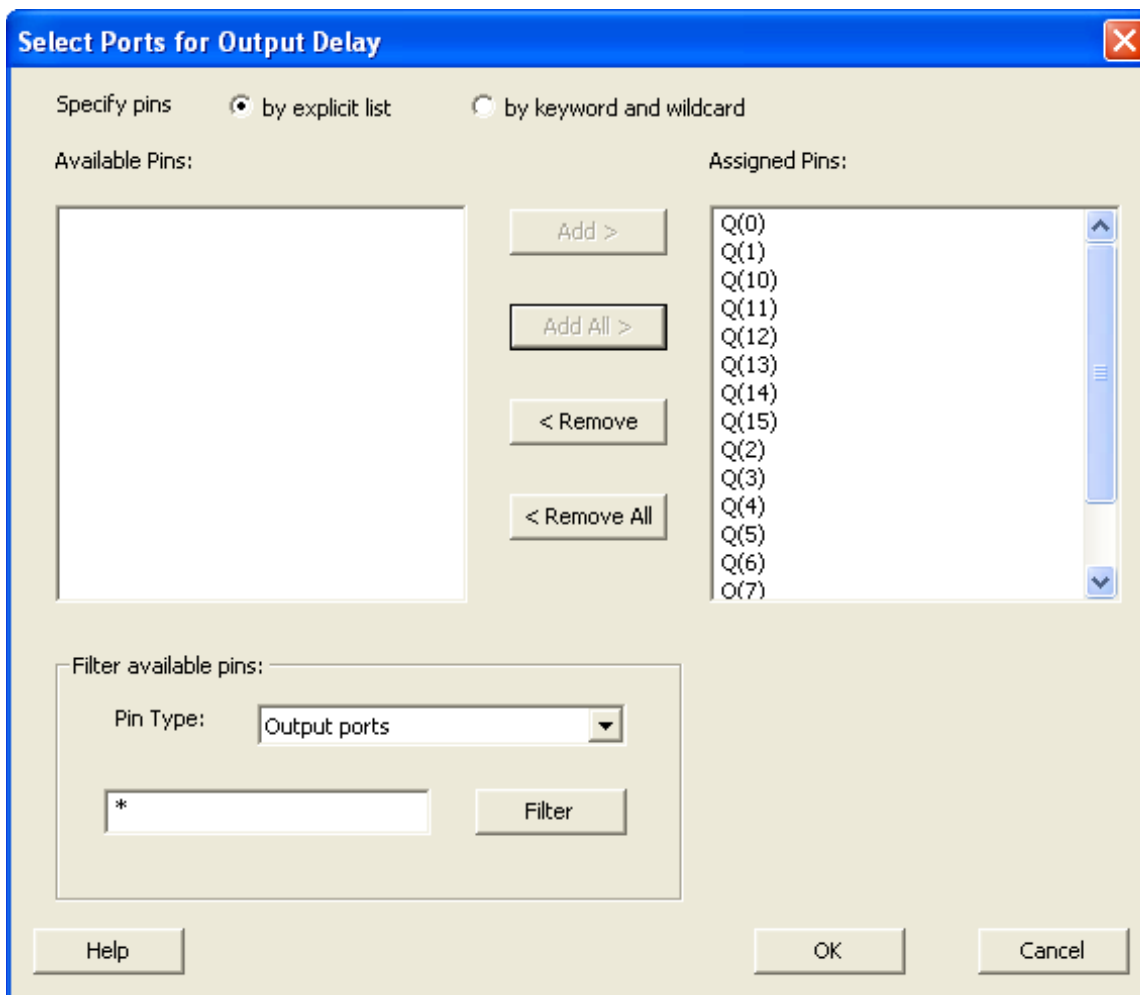 Select Ports for Output Delay
Specify pins by explicit list by keyword and wildcard
Available Pins: Assigned Pins:
Add >
Add All >
< Remove
< Remove All
Q(0)
Q(1)
Q(10)
Q(11)
Q(12)
Q(13)
Q(14)
Q(15)
Q(2)
Q(3)
Q(4)
Q(5)
Q(6)
Q(7)
Filter available pins:
Pin Type: Output ports
* Filter
Help OK Cancel